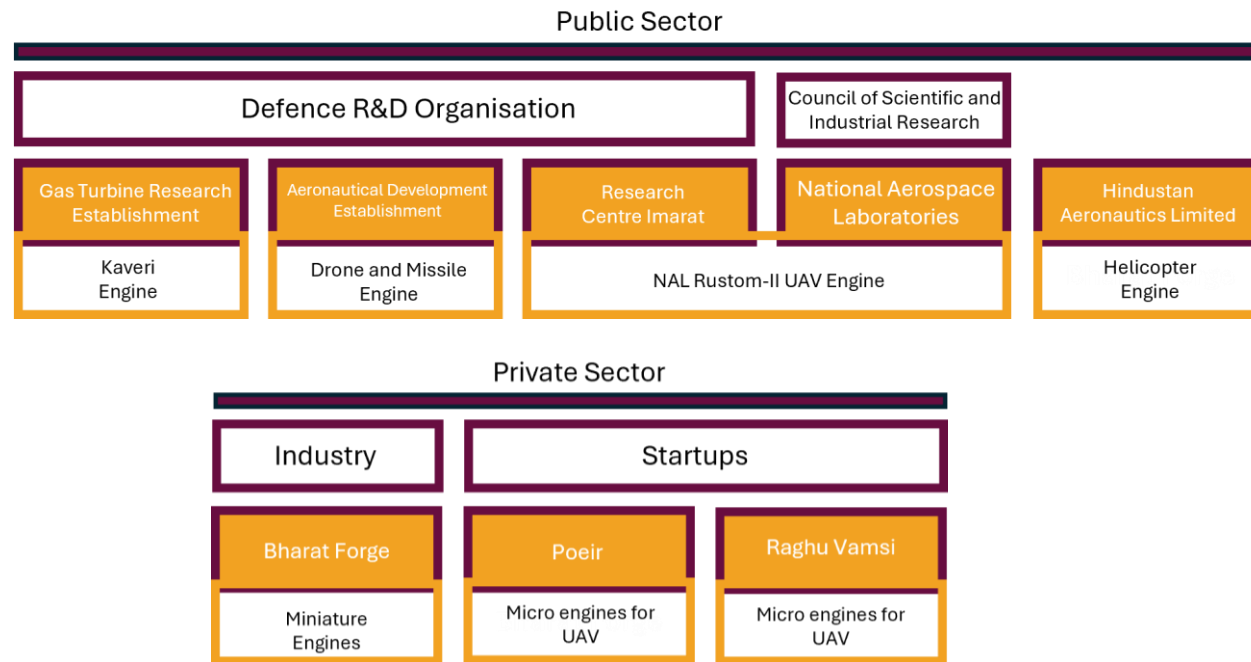 Public Sector
Defence R&D Organisation
Council of Scientific and
Industrial Research
Gas Turbine Research
Establishment
Aeronautical Development
Establishment
Research
Centre Imarat
National Aerospace
Laboratories
Hindustan
Aeronautics Limited
Kaveri
Engine
Drone and Missile
Engine
NAL Rustom-II UAV Engine
Helicopter
Engine
Private Sector
Industry
Startups
Bharat Forge
Poeir
Raghu Vamsi
Miniature
Engines
Micro engines for
UAV
Micro engines for
UAV